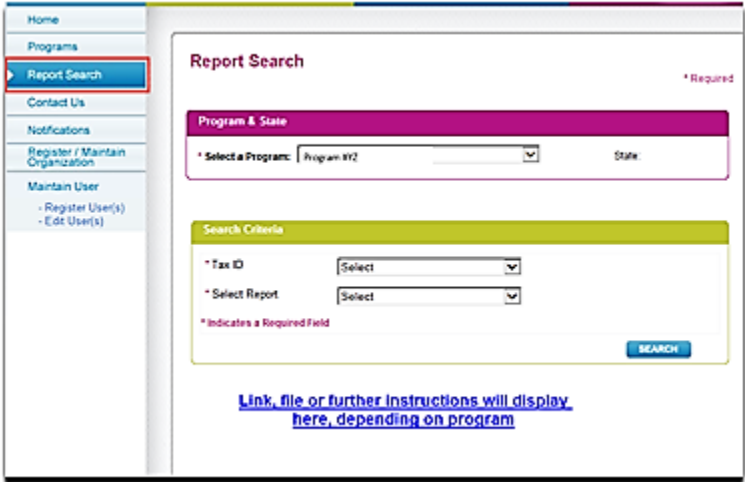 Home
Programs
Report Search
Contact Us
Notifications
Register / Maintain
Organization
Maintain User
- Register User(s)
- Edit User(s)
Report Search
* Required
Program & State
* Select a Program: Program XYZ
State:
Search Criteria
* Tax ID Select
* Select Report Select
* Indicates a Required Field
SEARCH
Link, file or further instructions will display
here, depending on program